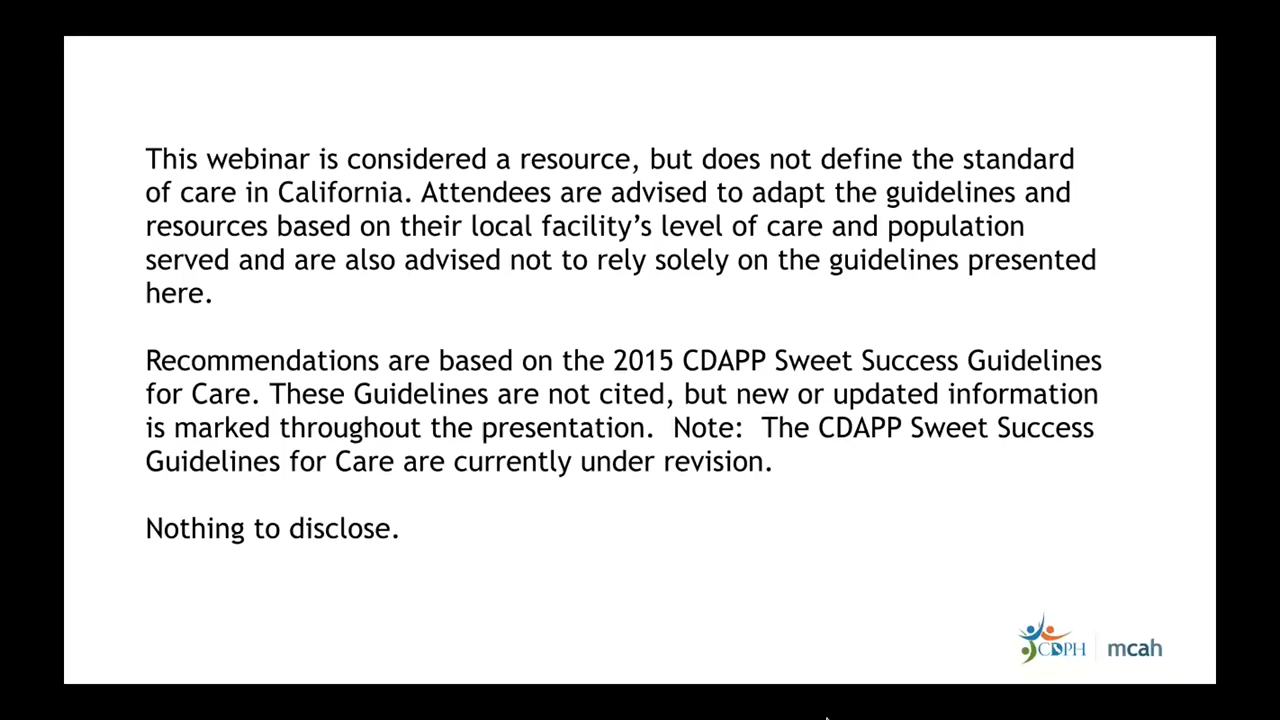 This webinar is considered a resource, but does not define the standard
of care in California. Attendees are advised to adapt the guidelines and
resources based on their local facility’s level of care and population
served and are also advised not to rely solely on the guidelines presented
here.
Recommendations are based on the 2015 CDAPP Sweet Success Guidelines
for Care. These Guidelines are not cited, but new or updated information
is marked throughout the presentation.  Note:  The CDAPP Sweet Success
Guidelines for Care are currently under revision.
Nothing to disclose.
CDPH mcah